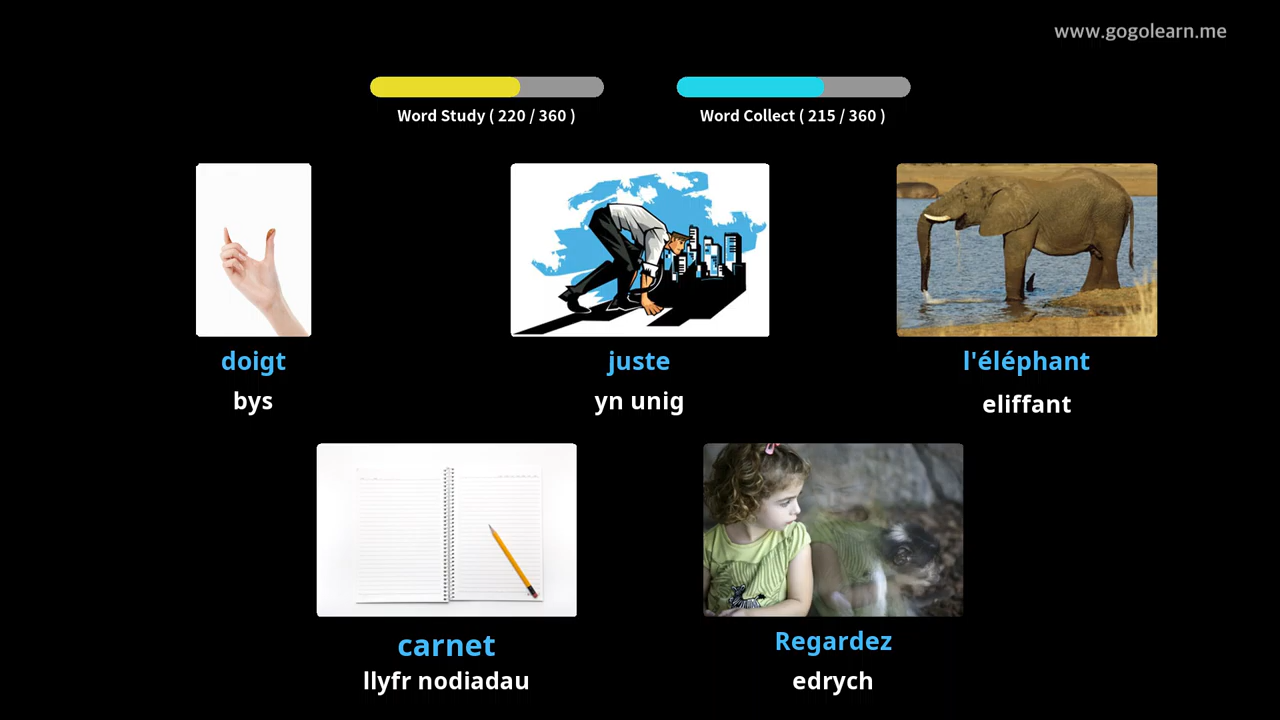 www.gogolearn.me
Word Study ( 220 / 360 )
Word Collect ( 215 / 360 )
doigt
bys
juste
yn unig
l'éléphant
eliffant
carnet
llyfr nodiadau
Regardez
edrych